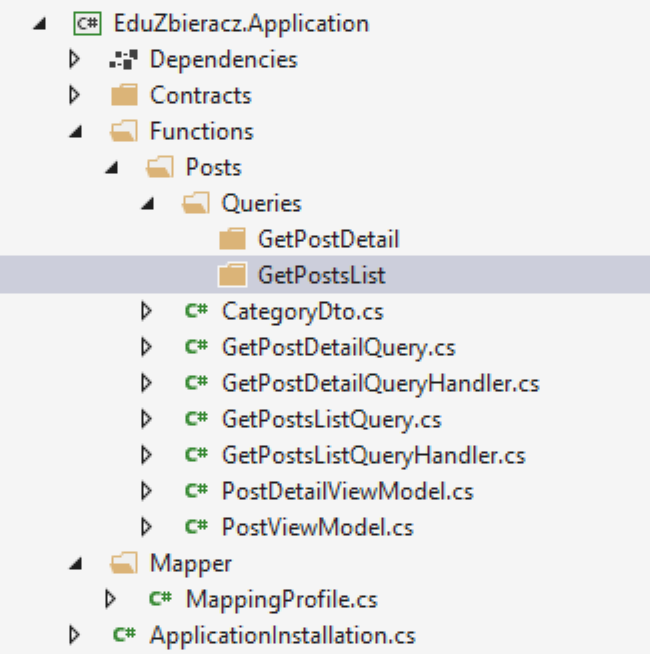 C# EduZbieracz.Application
Dependencies
Contracts
Functions
Posts
Queries
GetPostDetail
GetPostsList
C# CategoryDto.cs
C# GetPostDetailQuery.cs
C# GetPostDetailQueryHandler.cs
C# GetPostsListQuery.cs
C# GetPostsListQueryHandler.cs
C# PostDetailViewModel.cs
C# PostViewModel.cs
Mapper
C# MappingProfile.cs
C# ApplicationInstallation.cs